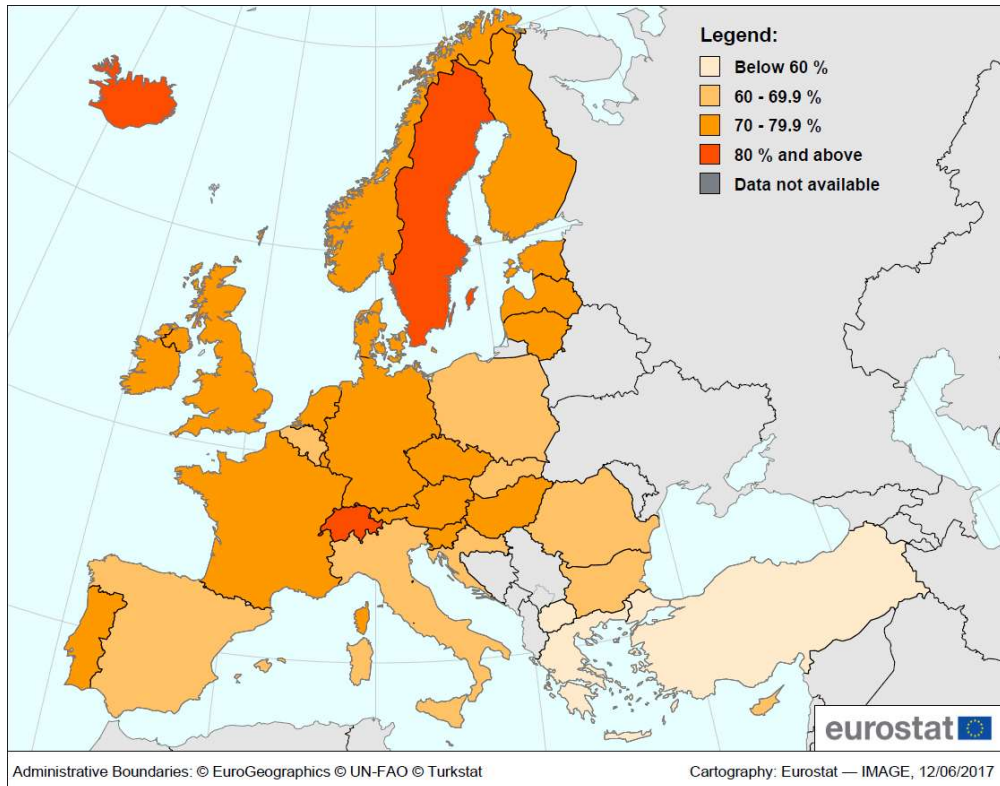 Legend:
Below 60 %
60 - 69.9 %
70 - 79.9 %
80 % and above
Data not available
eurostat
Administrative Boundaries: © EuroGeographics © UN-FAO © Turkstat
Cartography: Eurostat — IMAGE, 12/06/2017